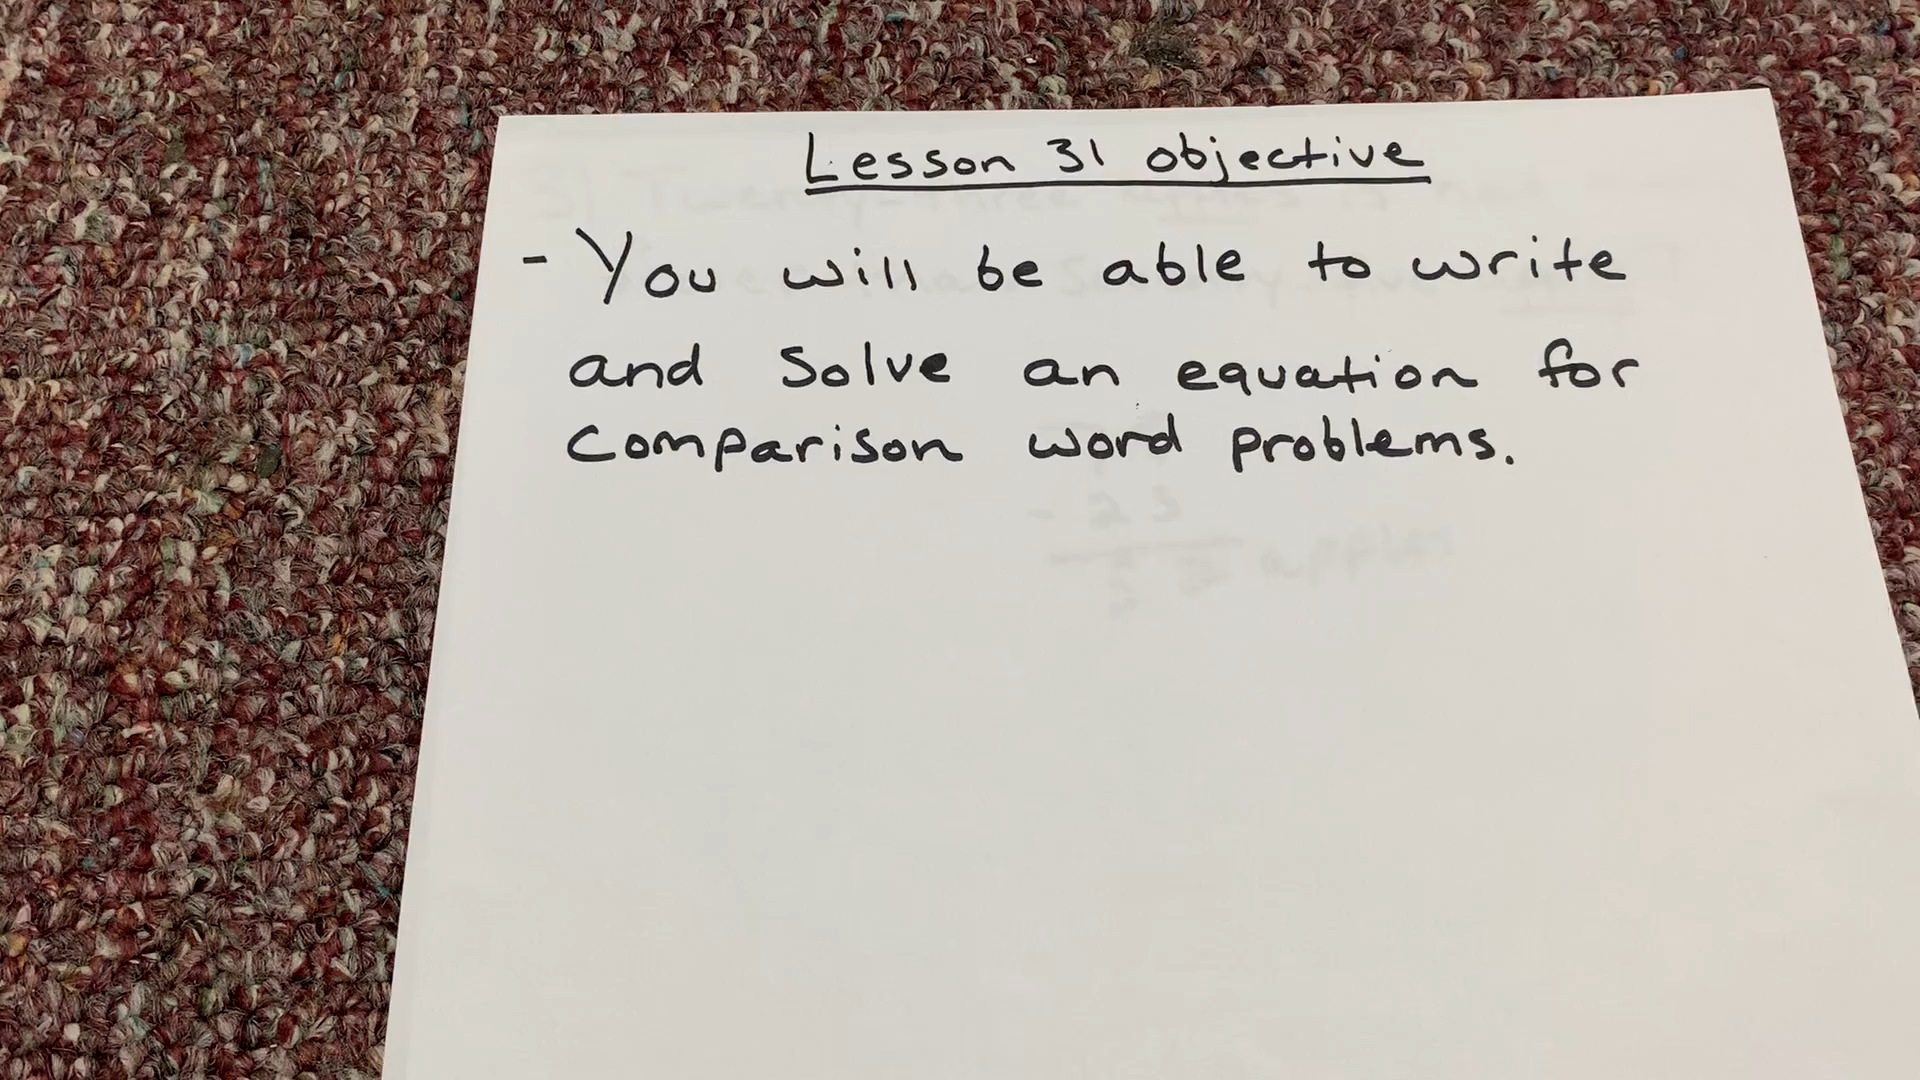 Lesson 31 objective
- You will be able to write
and solve an equation for
comparison word problems.